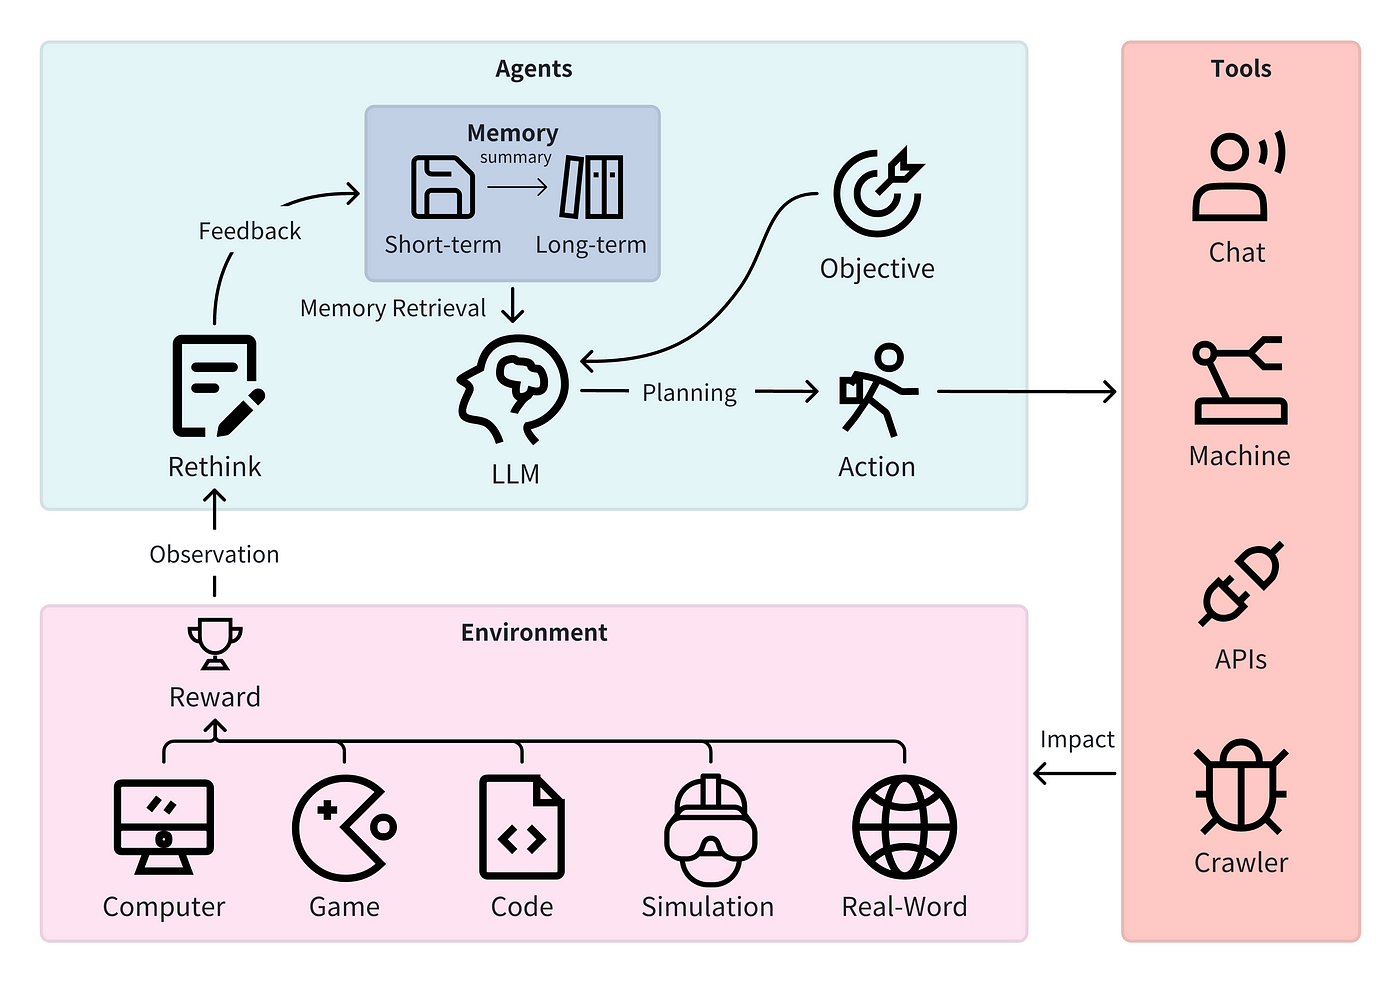 Agents
Memory
summary
Short-term
Long-term
Feedback
Memory Retrieval
Objective
Planning
Rethink
LLM
Action
Observation
Environment
Reward
Computer
Game
Code
Simulation
Real-Word
Impact
Tools
Chat
Machine
APIs
Crawler